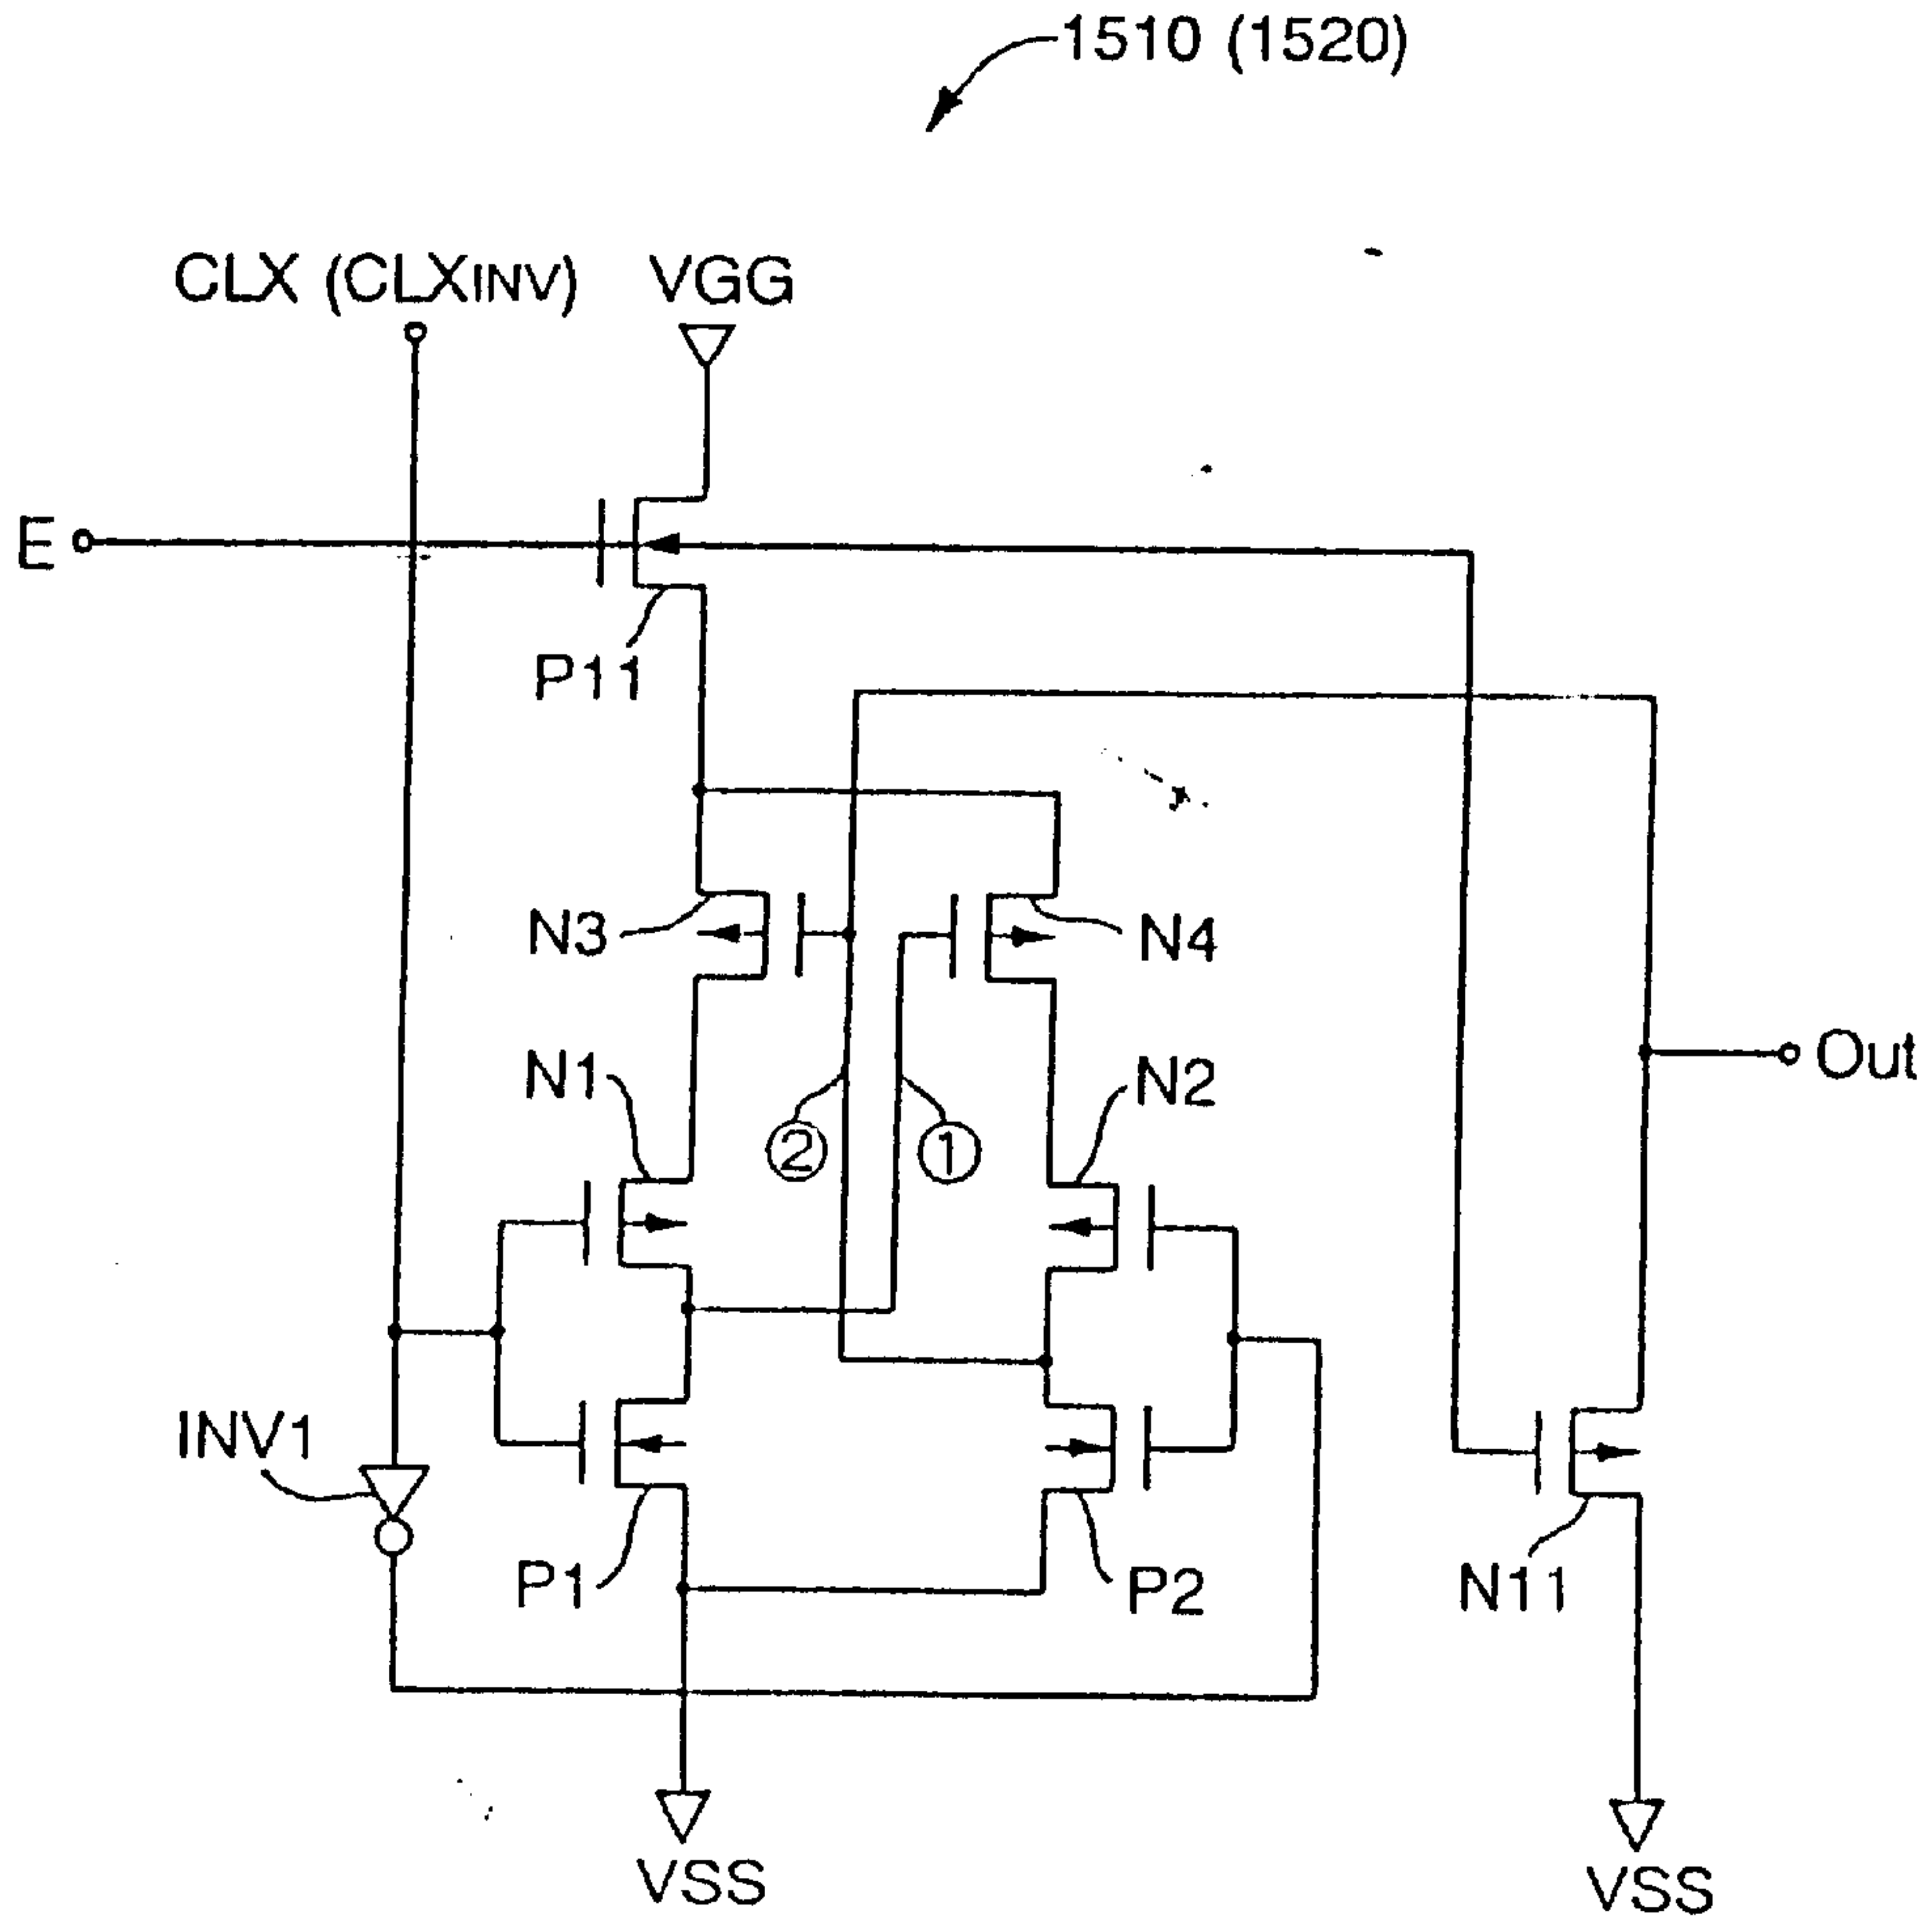 1510 (1520)
CLX (CLXINV)
VGG
E
P11
N3
N4
N1
N2
Out
②
①
INV1
P1
P2
N11
VSS
VSS